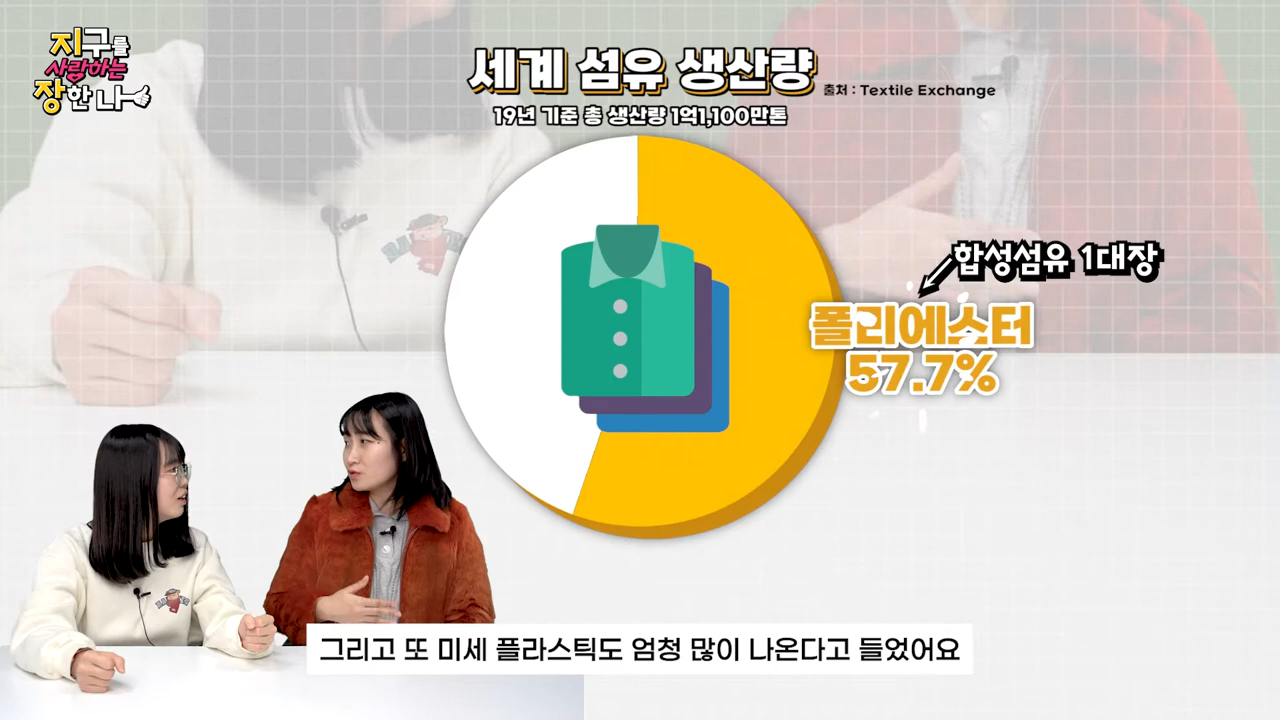 지구를
사랑하는
장한 나
세계 섬유 생산량
출처 : Textile Exchange
19년 기준 총 생산량 1억1,100만톤
합성섬유 1대장
폴리에스터
57.7%
그리고 또 미세 플라스틱도 엄청 많이 나온다고 들었어요